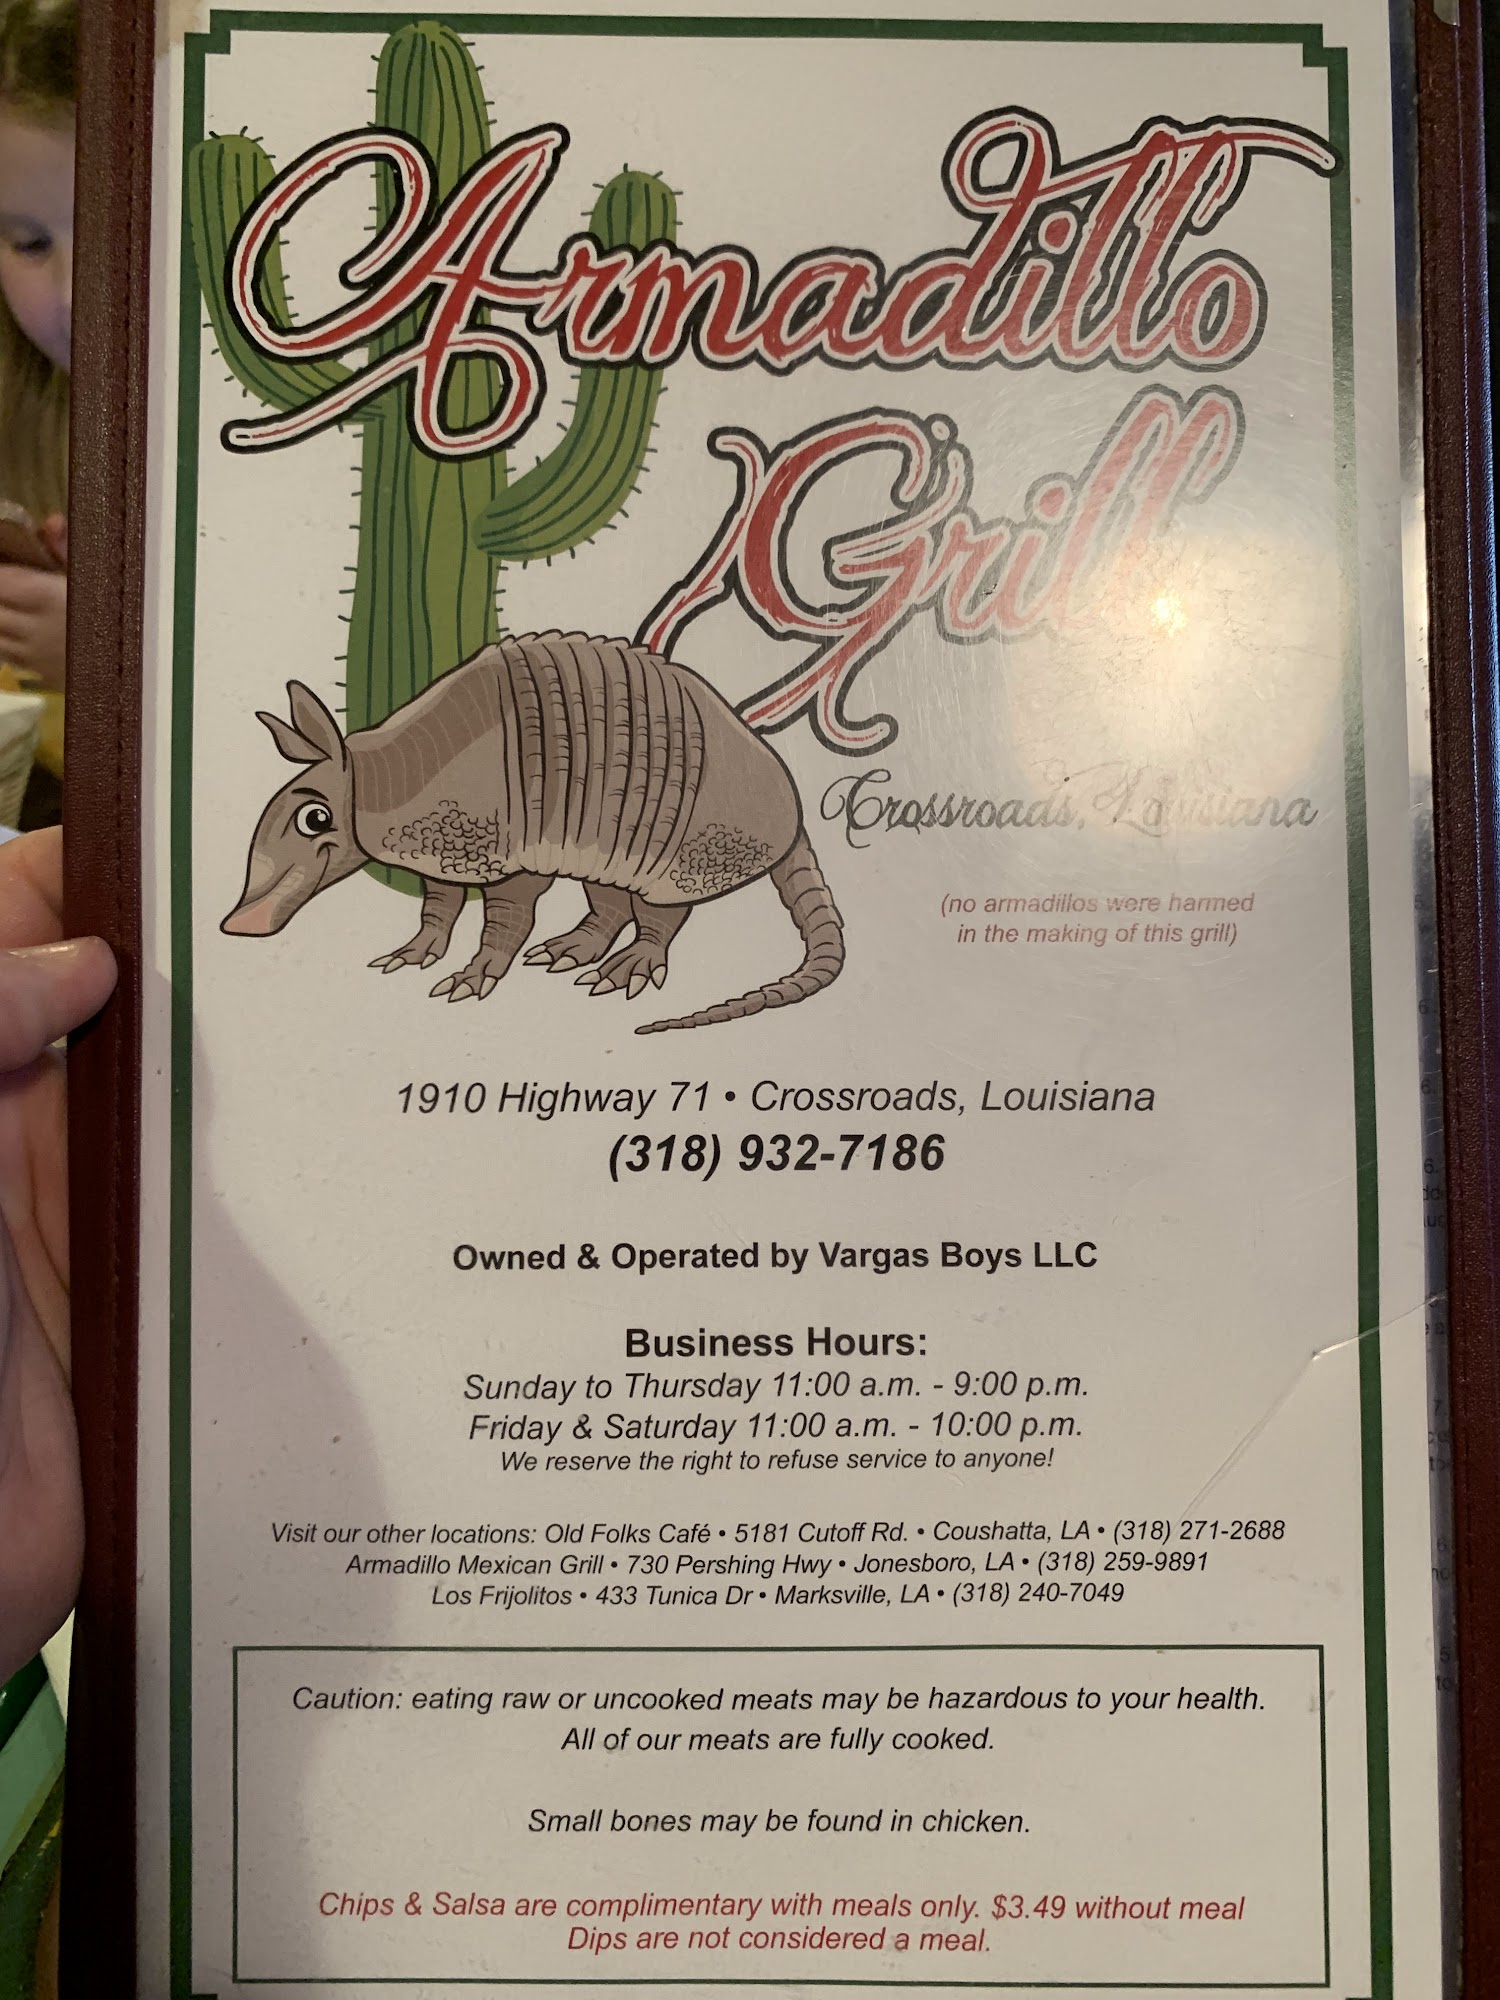 Armadillo
Grill
Crossroads, Louisiana
(no armadillos were harmed
in the making of this grill)
1910 Highway 71 • Crossroads, Louisiana
(318) 932-7186
Owned & Operated by Vargas Boys LLC
Business Hours:
Sunday to Thursday 11:00 a.m. - 9:00 p.m.
Friday & Saturday 11:00 a.m. - 10:00 p.m.
We reserve the right to refuse service to anyone!
Visit our other locations: Old Folks Café • 5181 Cutoff Rd. • Coushatta, LA • (318) 271-2688
Armadillo Mexican Grill • 730 Pershing Hwy • Jonesboro, LA • (318) 259-9891
Los Frijolitos • 433 Tunica Dr • Marksville, LA • (318) 240-7049
Caution: eating raw or uncooked meats may be hazardous to your health.
All of our meats are fully cooked.
Small bones may be found in chicken.
Chips & Salsa are complimentary with meals only. $3.49 without meal
Dips are not considered a meal.